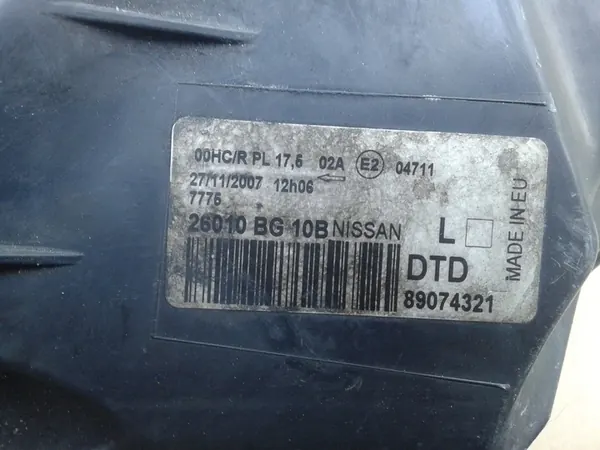 00HC/R PL 17,5 02A E2 04711
27/11/2007 12h06
7776
26010 BG 10B NISSAN L
DTD
89074321
MADE IN EU